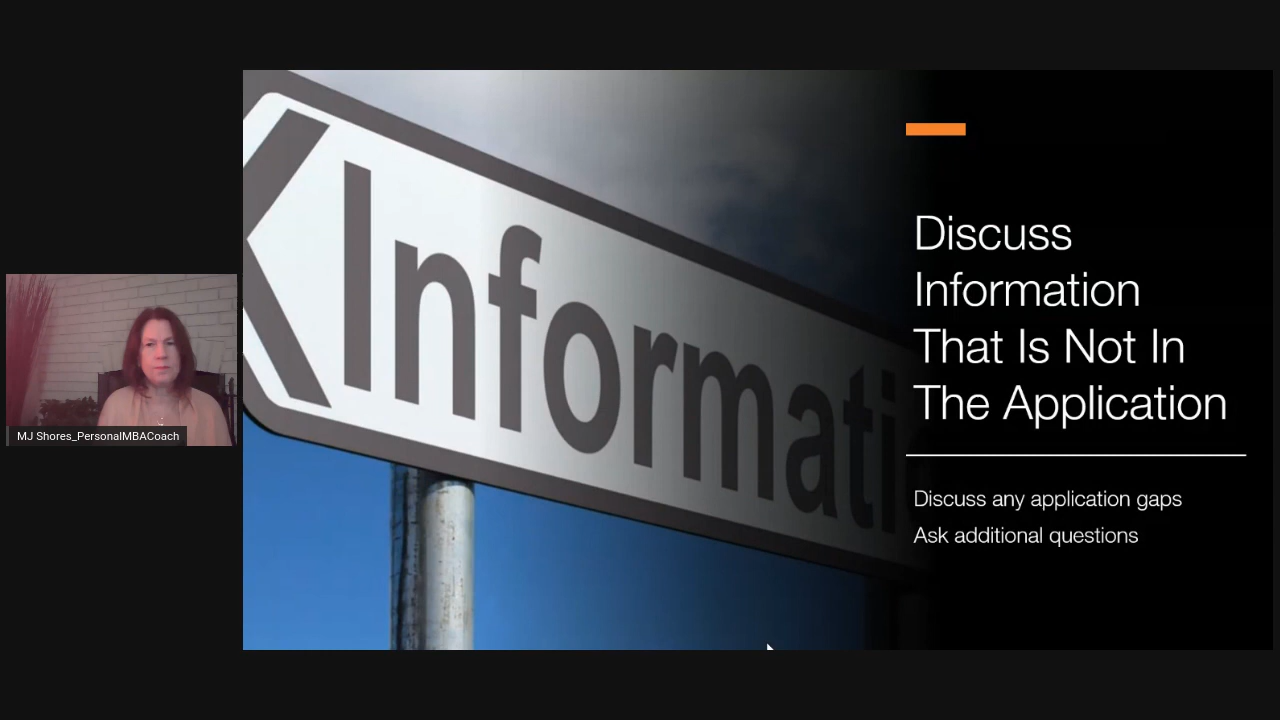 Informati
Discuss
Information
That Is Not In
The Application
Discuss any application gaps
Ask additional questions
MJ Shores_PersonalMBACoach